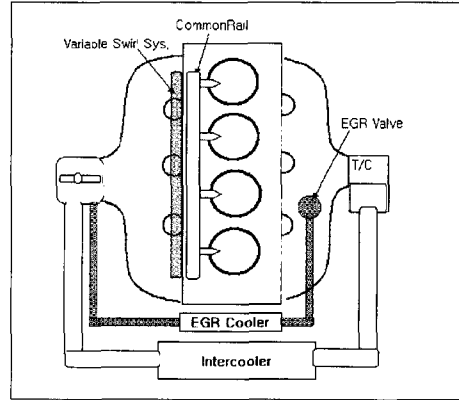 CommonRail
Variable Swirl Sys.
EGR Valve
T/C
EGR Cooler
Intercooler